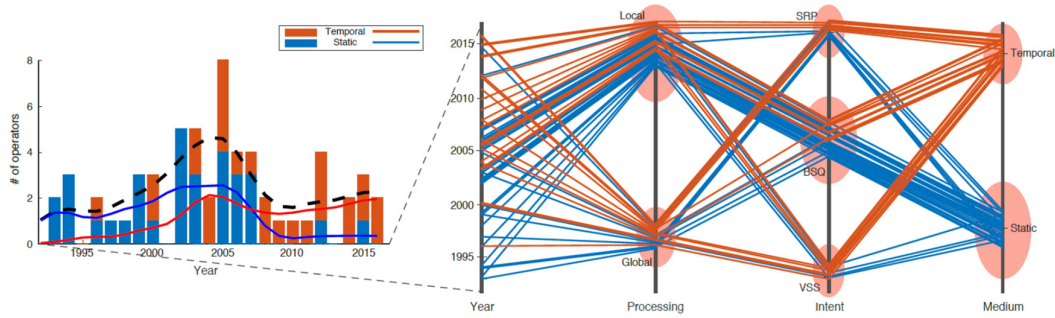 Temporal
Static
8
6
4
2
0
# of operators
1995
2000
2005
2010
2015
Year
2015
2010
2005
2000
1995
Local
Global
SRP
BSQ
VSS
Temporal
Static
Year
Processing
Intent
Medium